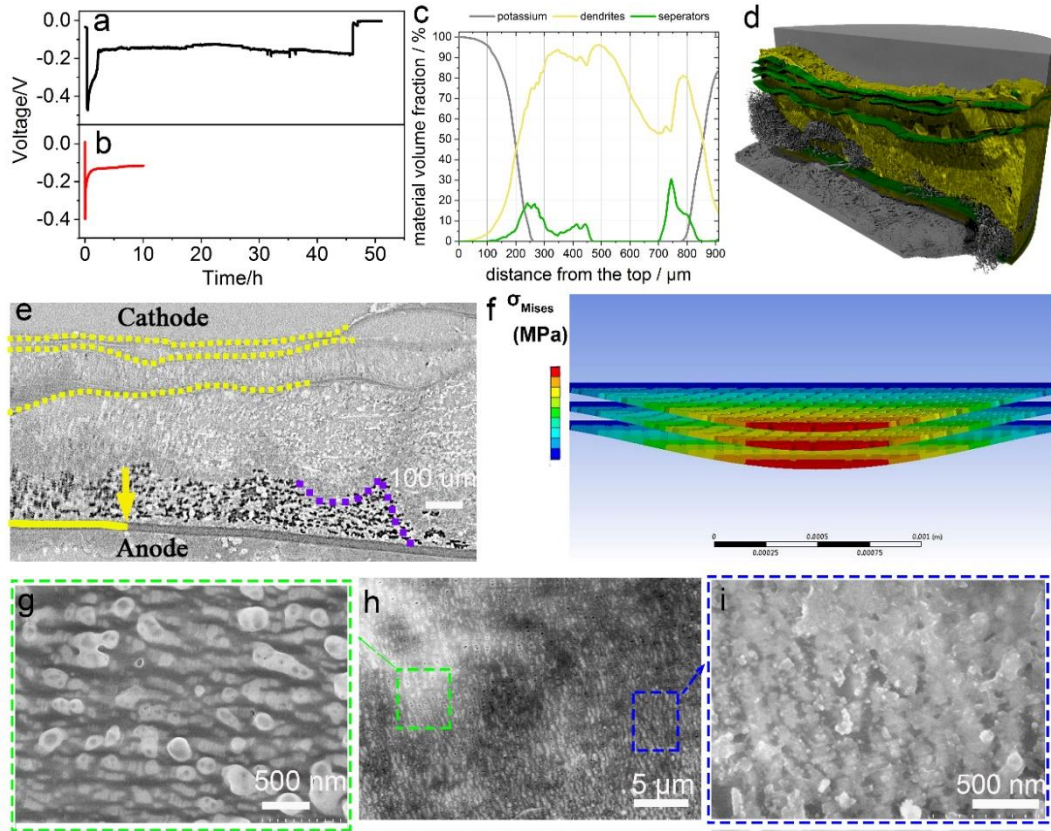 a
0.0
-0.2
-0.4
b
0.0
-0.2
-0.4
Voltage/V
0 10 20 30 40 50
Time/h
c
potassium dendrites seperators
100
90
80
70
60
50
40
30
20
10
0
material volume fraction / %
0 100 200 300 400 500 600 700 800 900
distance from the top / µm
d
e
Cathode
100 um
Anode
f
σMises
(MPa)
0 0.0005 0.001 (m)
0.00025 0.00075
g
500 nm
h
5 µm
i
500 nm